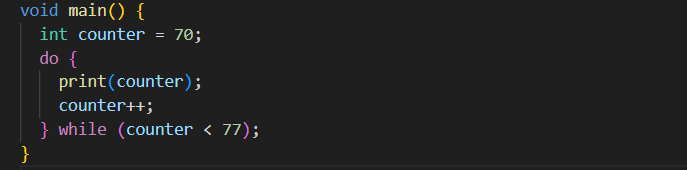 void main() {
  int counter = 70;
  do {
    print(counter);
    counter++;
  } while (counter < 77);
}